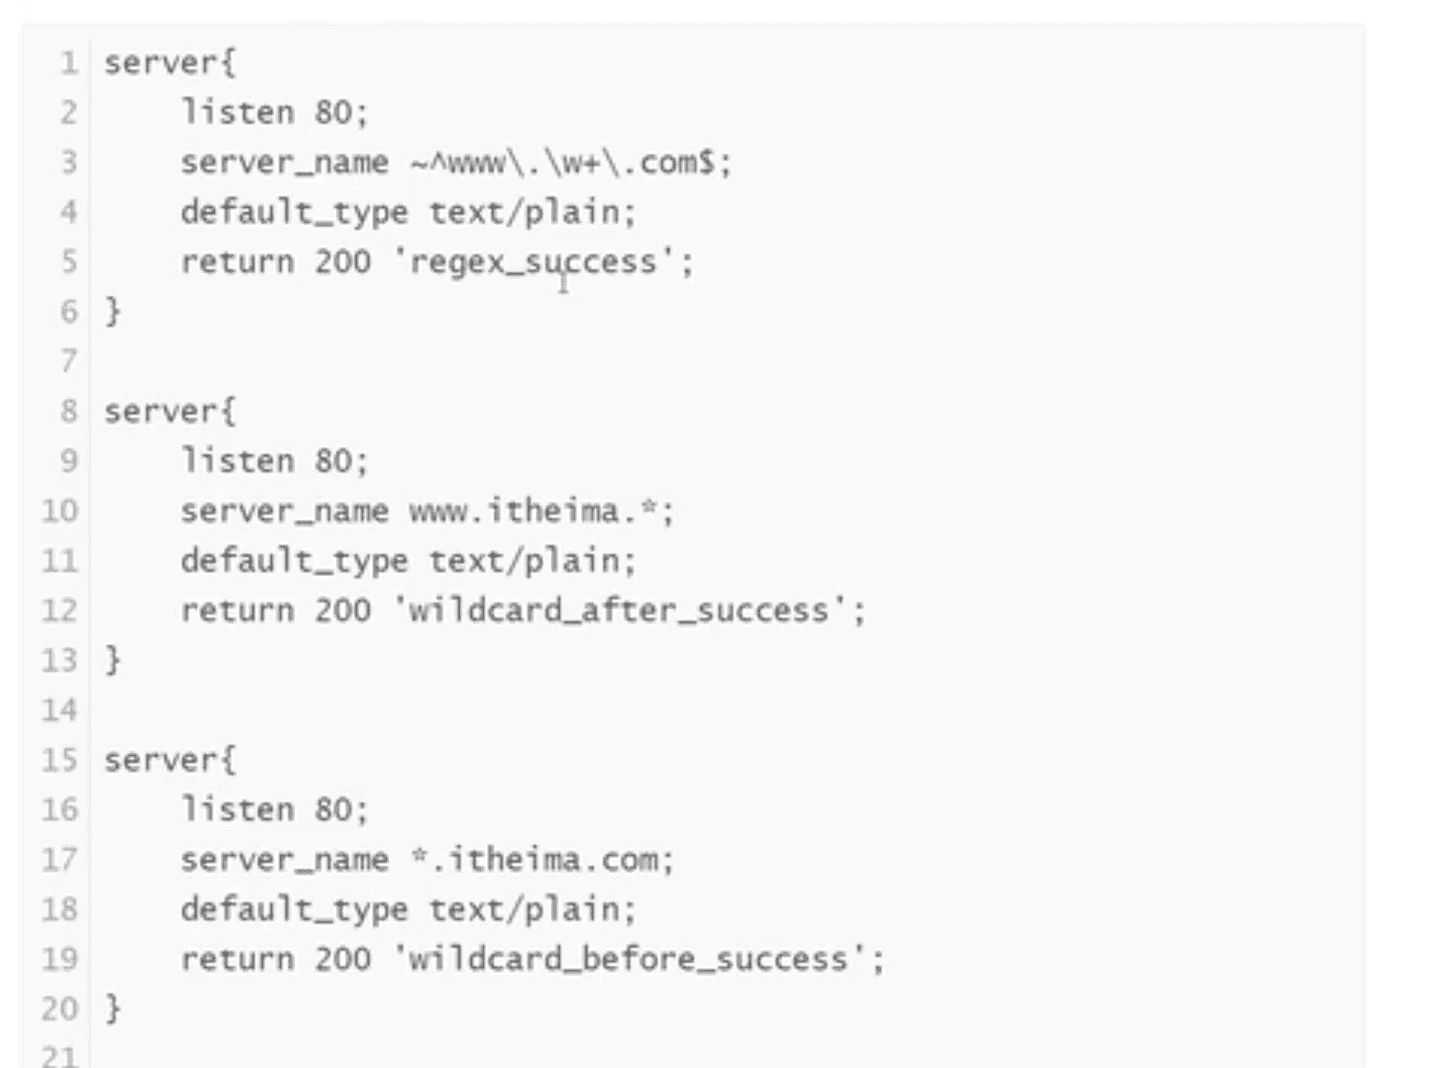 1 server{
2     listen 80;
3     server_name ~^www\.\w+\.com$;
4     default_type text/plain;
5     return 200 'regex_success';
6 }
7
8 server{
9     listen 80;
10     server_name www.itheima.*;
11     default_type text/plain;
12     return 200 'wildcard_after_success';
13 }
14
15 server{
16     listen 80;
17     server_name *.itheima.com;
18     default_type text/plain;
19     return 200 'wildcard_before_success';
20 }
21